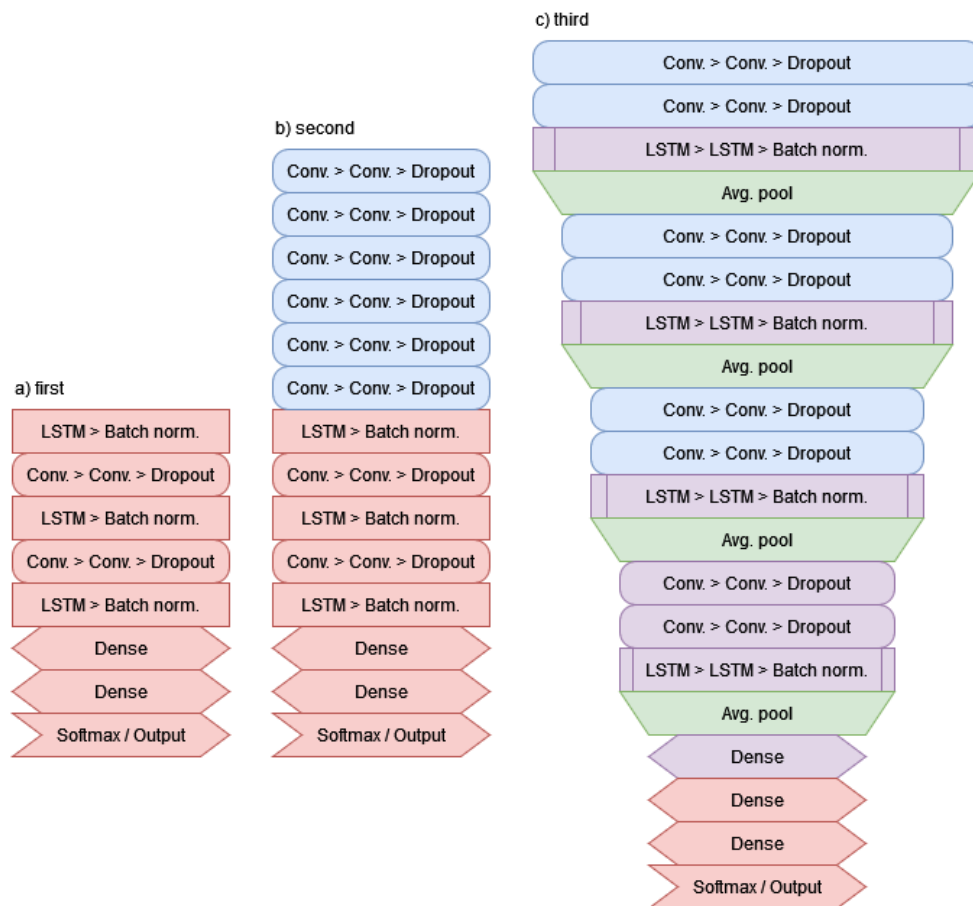 a) first
LSTM > Batch norm.
Conv. > Conv. > Dropout
LSTM > Batch norm.
Conv. > Conv. > Dropout
LSTM > Batch norm.
Dense
Dense
Softmax / Output
b) second
Conv. > Conv. > Dropout
Conv. > Conv. > Dropout
Conv. > Conv. > Dropout
Conv. > Conv. > Dropout
Conv. > Conv. > Dropout
Conv. > Conv. > Dropout
LSTM > Batch norm.
Conv. > Conv. > Dropout
LSTM > Batch norm.
Conv. > Conv. > Dropout
LSTM > Batch norm.
Dense
Dense
Softmax / Output
c) third
Conv. > Conv. > Dropout
Conv. > Conv. > Dropout
LSTM > LSTM > Batch norm.
Avg. pool
Conv. > Conv. > Dropout
Conv. > Conv. > Dropout
LSTM > LSTM > Batch norm.
Avg. pool
Conv. > Conv. > Dropout
Conv. > Conv. > Dropout
LSTM > LSTM > Batch norm.
Avg. pool
Conv. > Conv. > Dropout
Conv. > Conv. > Dropout
LSTM > LSTM > Batch norm.
Avg. pool
Dense
Dense
Dense
Softmax / Output